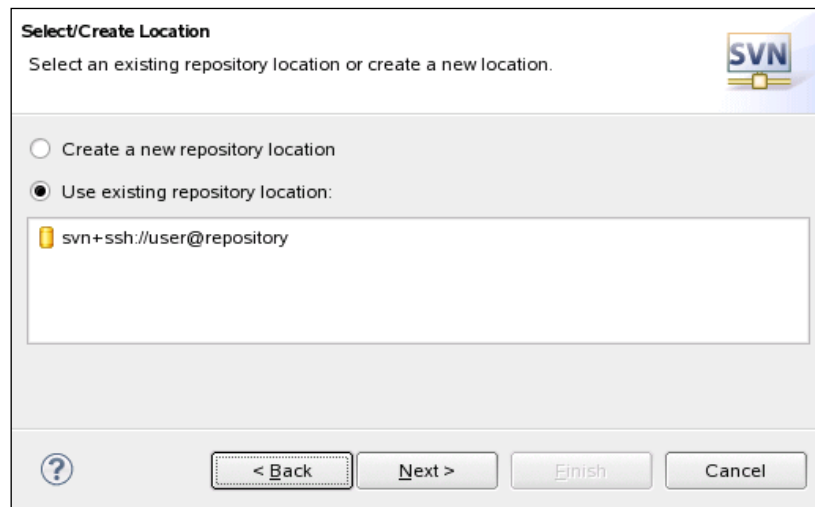 Select/Create Location
Select an existing repository location or create a new location.
SVN
Create a new repository location
Use existing repository location:
svn+ssh://user@repository
?
< Back
Next >
Finish
Cancel